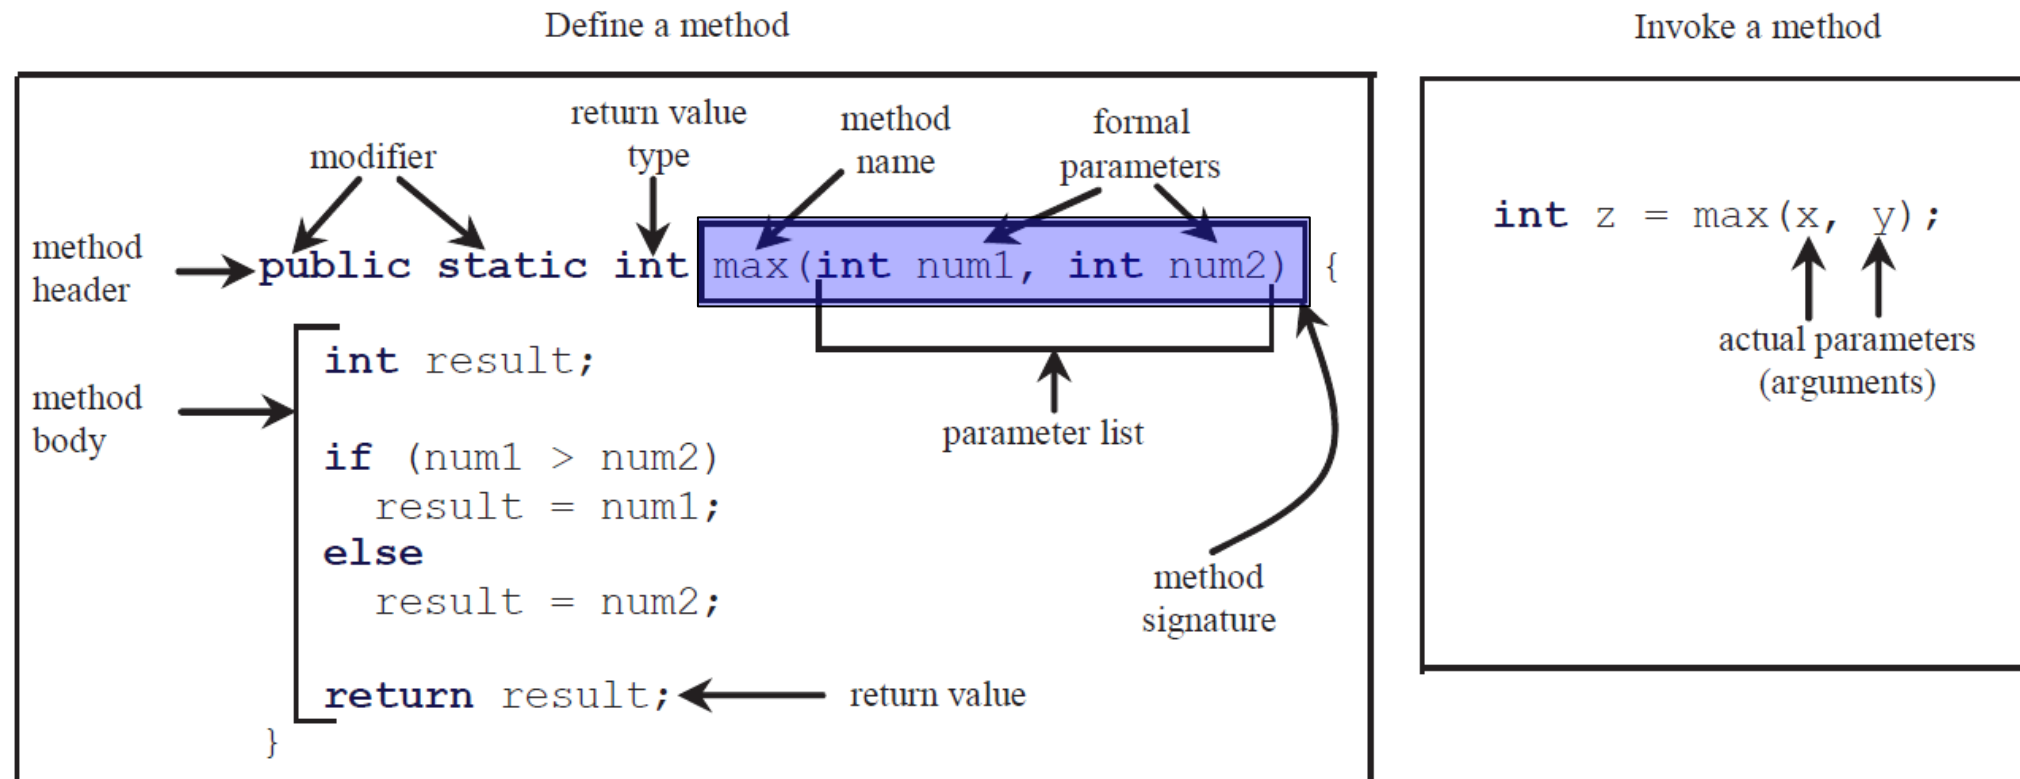 Define a method
Invoke a method
return value
type
method
name
formal
parameters
modifier
method
header
public static int max(int num1, int num2) {
int z = max(x, y);
actual parameters
(arguments)
int result;
method
body
parameter list
if (num1 > num2)
result = num1;
else
result = num2;
method
signature
return result;
return value
}